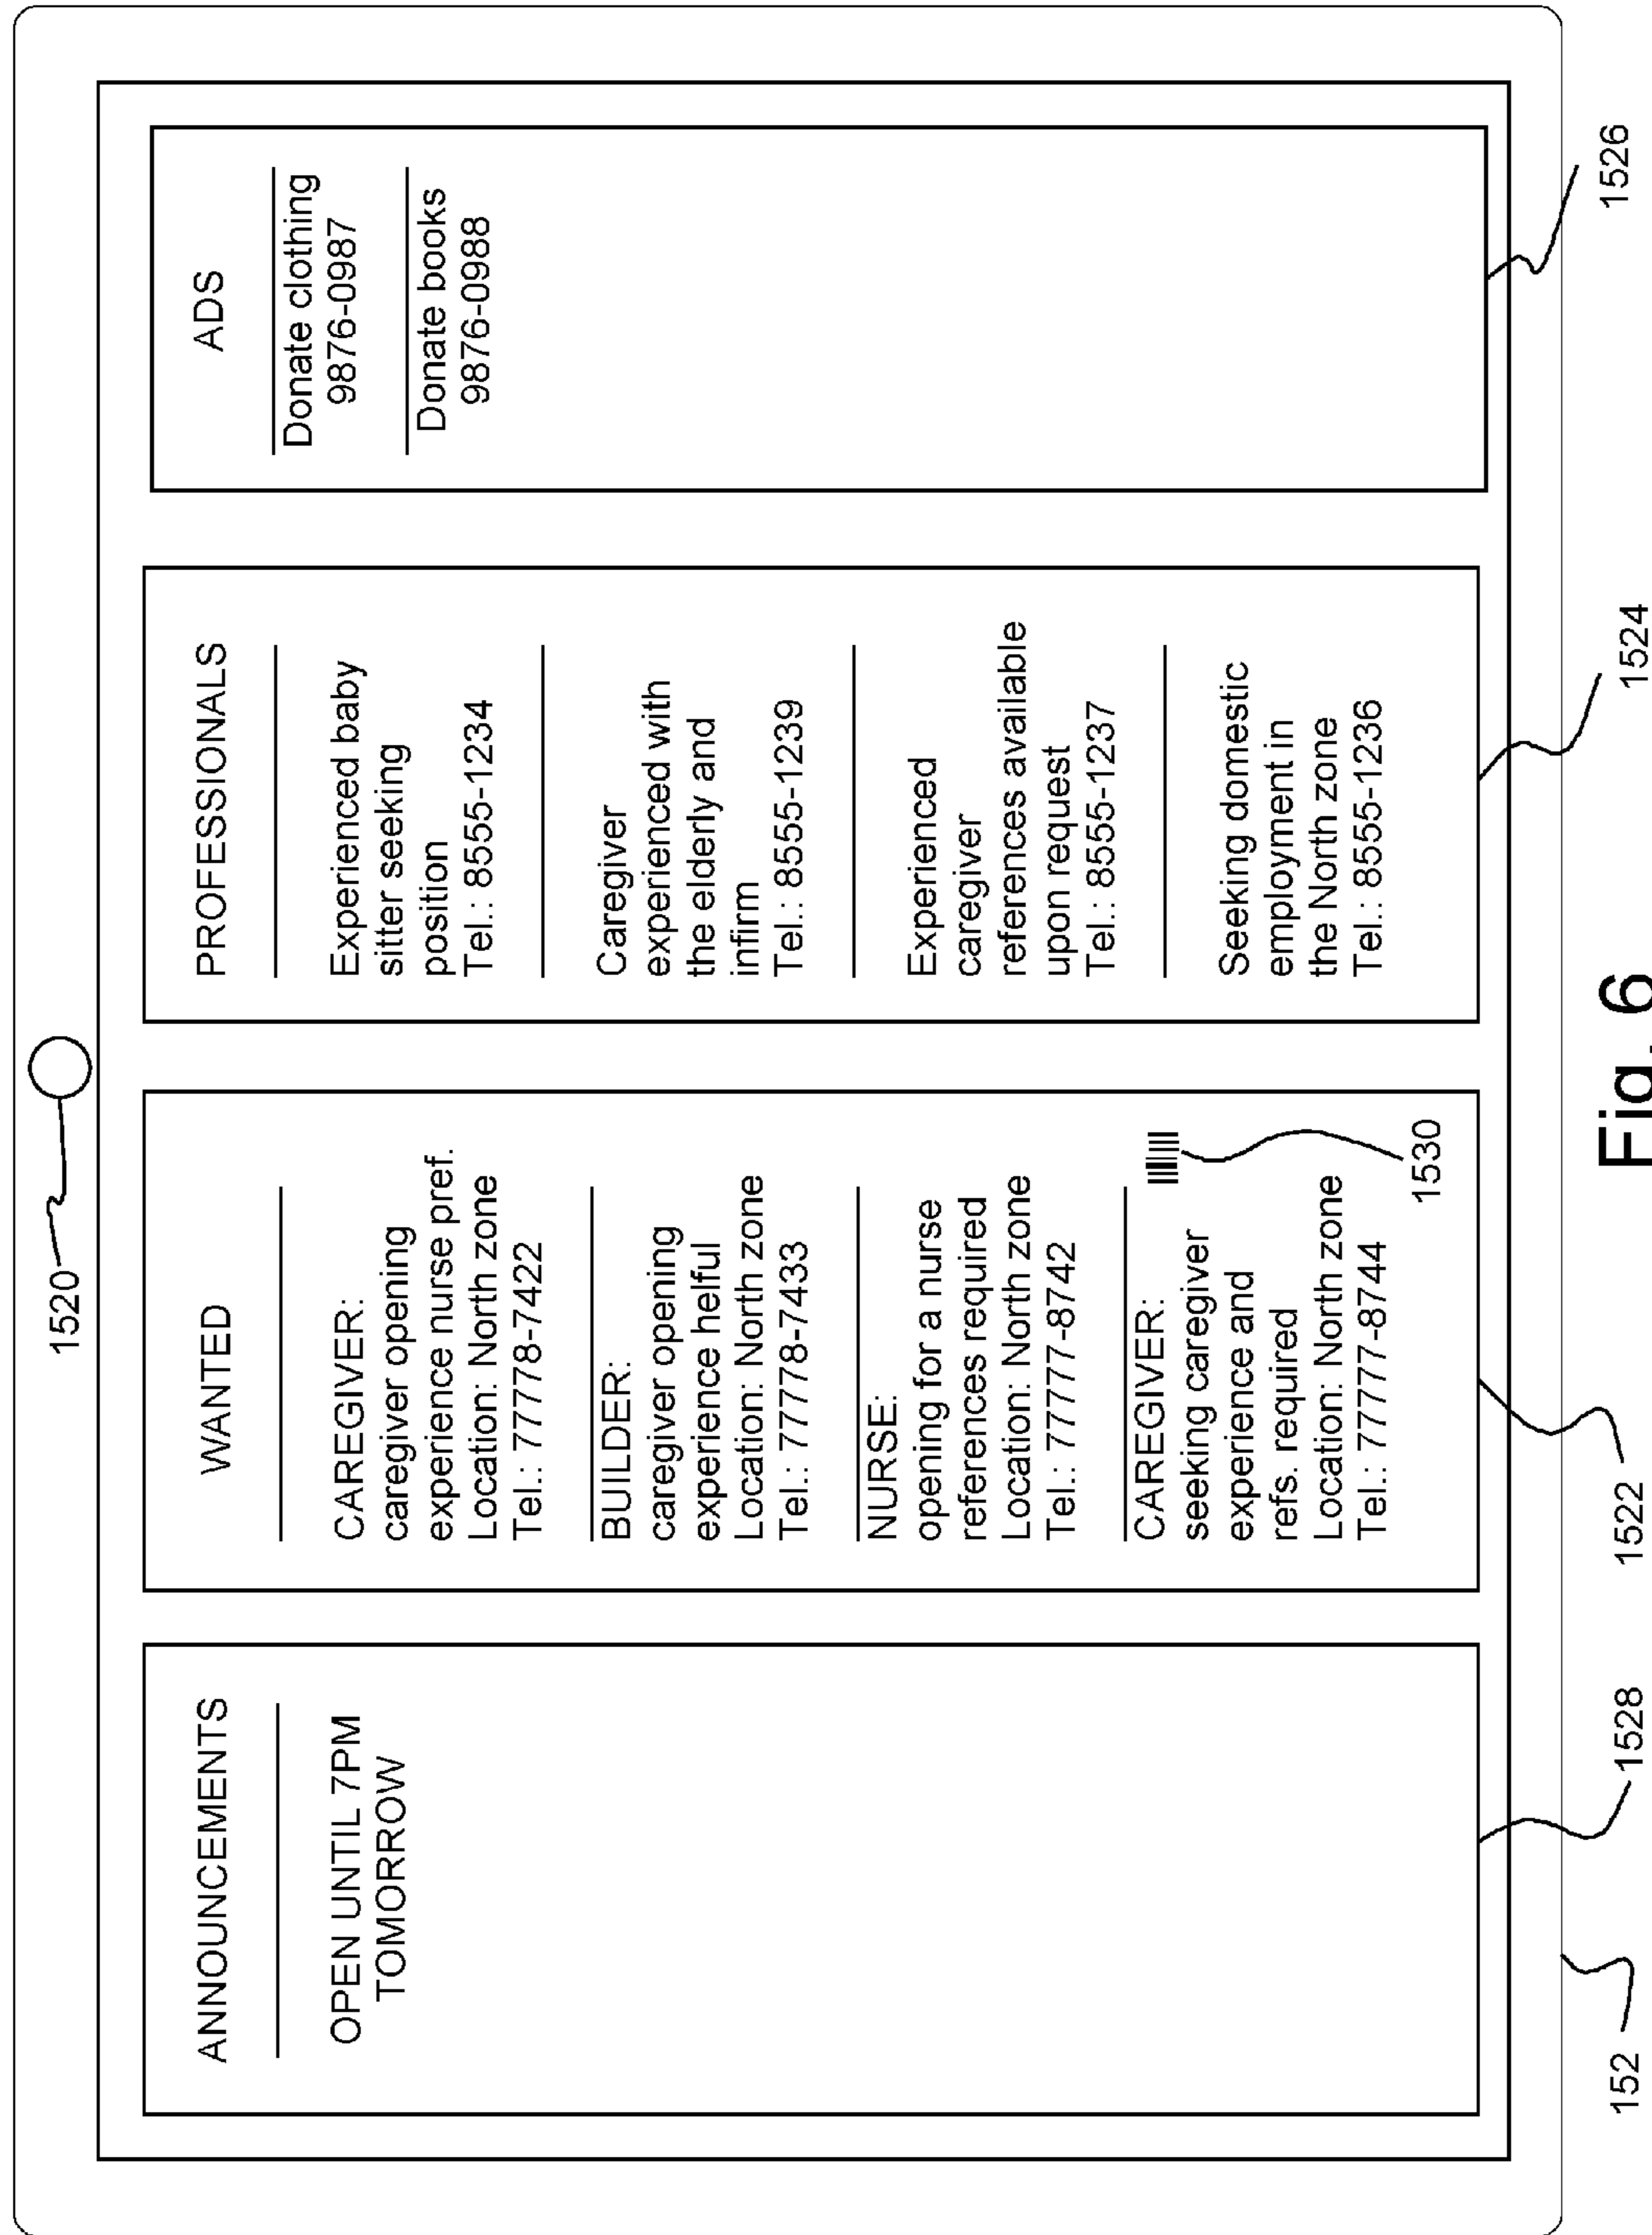 1520
ANNOUNCEMENTS
OPEN UNTIL 7PM
TOMORROW
WANTED
CAREGIVER:
caregiver opening
experience nurse pref.
Location: North zone
Tel.: 77778-7422
BUILDER:
caregiver opening
experience helful
Location: North zone
Tel.: 77778-7433
NURSE:
opening for a nurse
references required
Location: North zone
Tel.: 77777-8742
CAREGIVER:
seeking caregiver
experience and
refs. required
Location: North zone
Tel.: 77777-8744
1530
PROFESSIONALS
Experienced baby
sitter seeking
position
Tel.: 8555-1234
Caregiver
experienced with
the elderly and
infirm
Tel.: 8555-1239
Experienced
caregiver
references available
upon request
Tel.: 8555-1237
Seeking domestic
employment in
the North zone
Tel.: 8555-1236
ADS
Donate clothing
9876-0987
Donate books
9876-0988
152
1528
1522
1524
1526
Fig. 6